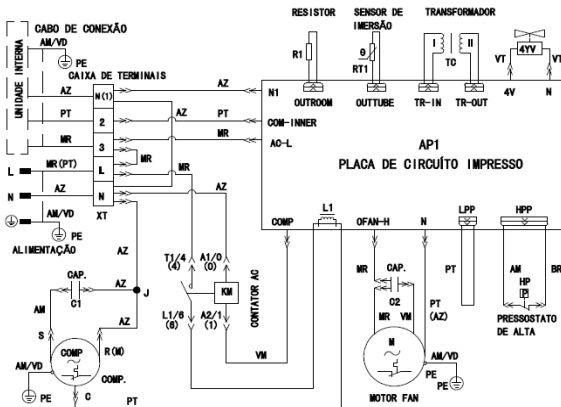 CABO DE CONEXÃO
RESISTOR
SENSOR DE
IMERSÃO
TRANSFORMADOR
AM/VD
PE
UNIDADE INTERNA
CAIXA DE TERMINAIS
R1
θ
RT1
I
II
TC
4YV
VT
VT
AZ
N(1)
AZ
N1
OUTROOM
OUTTUBE
TR-IN
TR-OUT
4V
N
PT
2
AZ
PT
COM-INNER
MR
3
MR
AC-L
AP1
PLACA DE CIRCUÍTO IMPRESSO
L
MR(PT)
L
MR
MR
N
AZ
N
AZ
AM/VD
PE
XT
ALIMENTAÇÃO
COMP
L1
OFAN-H
N
LPP
HPP
AZ
T1/4
(4)
A1/0
(0)
CAP.
C1
AZ
J
AM
KM
CONTATOR AC
MR
CAP.
C2
PT
(AZ)
PT
AM
BR
HP
P
PRESSOSTATO
DE ALTA
AZ
S
R(M)
L1/6
(6)
A2/1
(1)
MR
VM
COMP
COMP.
VM
M
AM/VD
PE
AM/VD
PE
PE
C
PT
MOTOR FAN